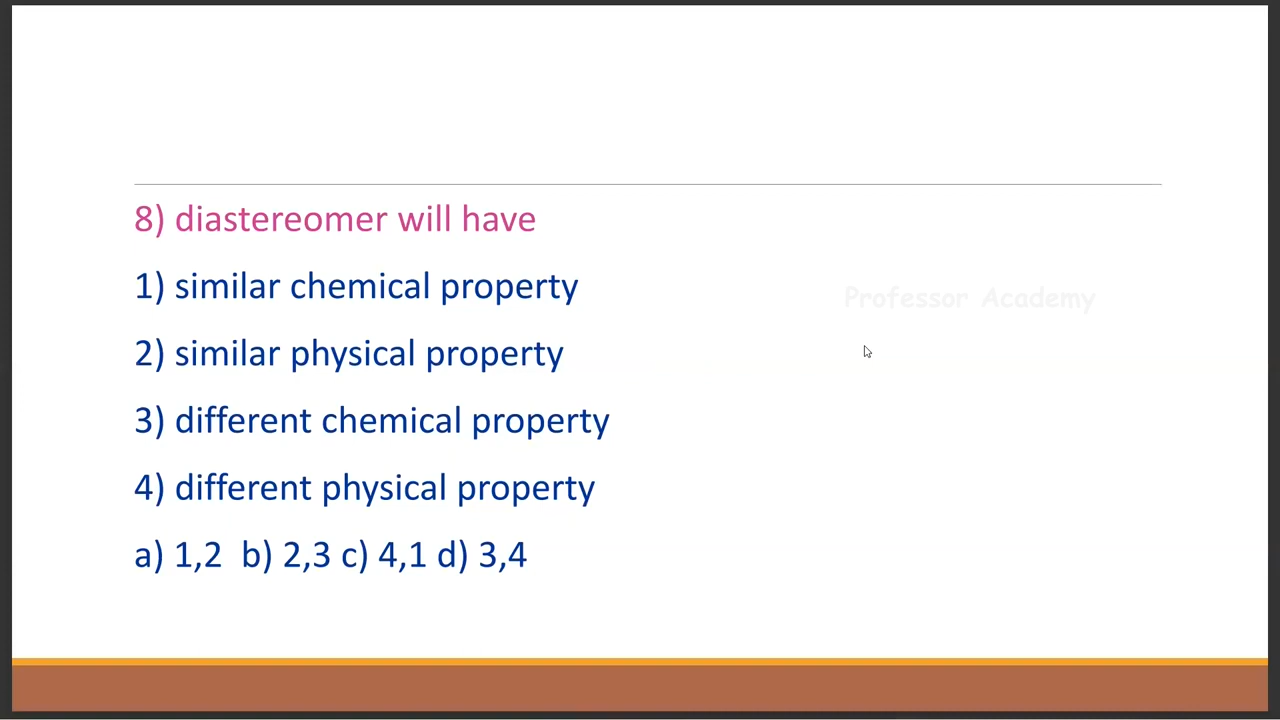 8) diastereomer will have
1) similar chemical property
Professor Academy
2) similar physical property
3) different chemical property
4) different physical property
a) 1,2 b) 2,3 c) 4,1 d) 3,4